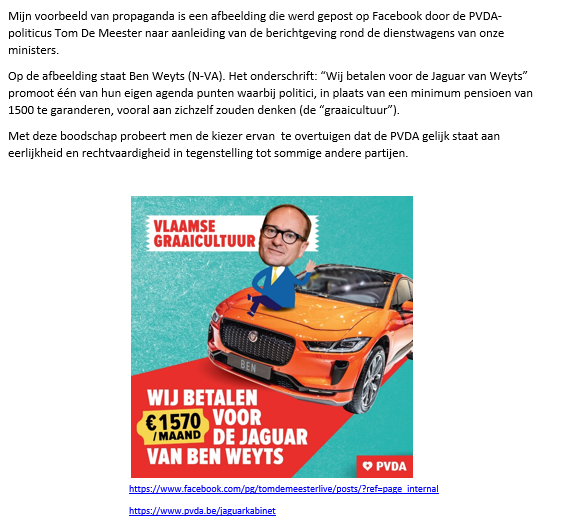 Mijn voorbeeld van propaganda is een afbeelding die werd gepost op Facebook door de PVDA-
politicus Tom De Meester naar aanleiding van de berichtgeving rond de dienstwagens van onze
ministers.
Op de afbeelding staat Ben Weyts (N-VA). Het onderschrift: “Wij betalen voor de Jaguar van Weyts”
promoot één van hun eigen agenda punten waarbij politici, in plaats van een minimum pensioen van
1500 te garanderen, vooral aan zichzelf zouden denken (de “graaicultuur”).
Met deze boodschap probeert men de kiezer ervan  te overtuigen dat de PVDA gelijk staat aan
eerlijkheid en rechtvaardigheid in tegenstelling tot sommige andere partijen.
VLAAMSE
GRAAICULTUUR
BEN
WIJ BETALEN
€1570
/MAAND
VOOR
DE JAGUAR
VAN BEN WEYTS
PVDA
https://www.facebook.com/pg/tomdemeesterlive/posts/?ref=page_internal
https://www.pvda.be/jaguarkabinet